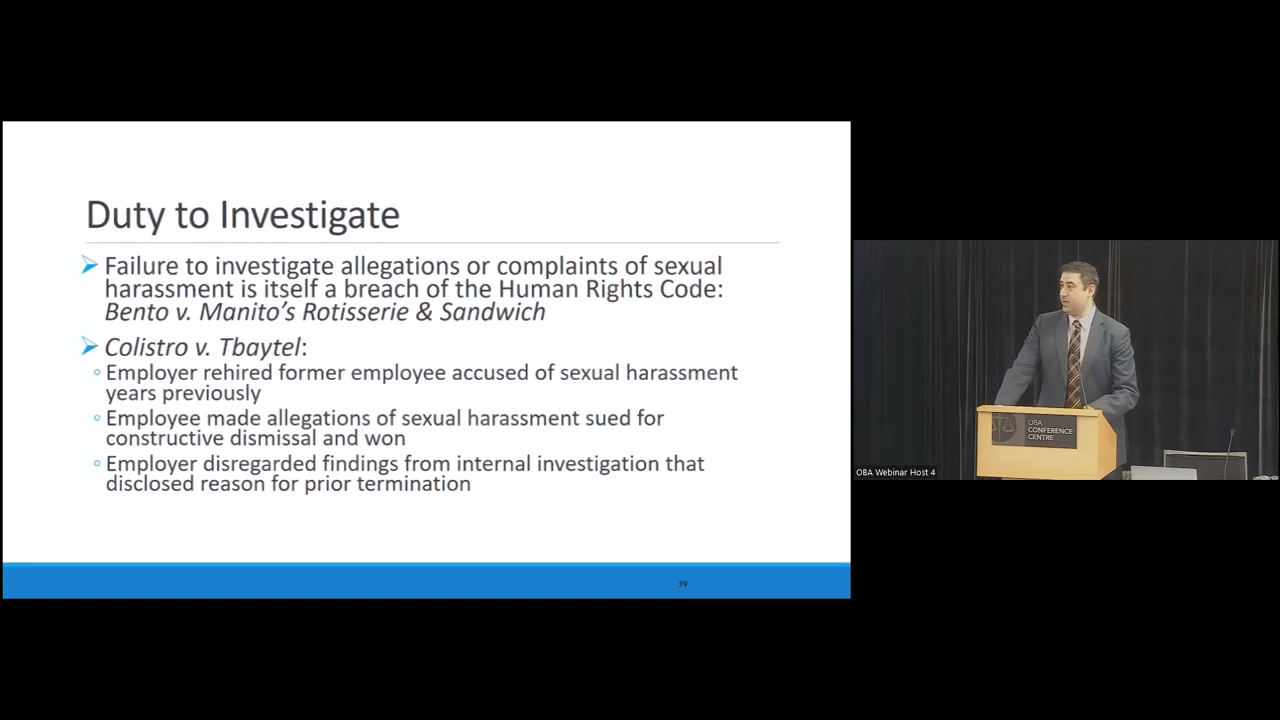 Duty to Investigate
Failure to investigate allegations or complaints of sexual
harassment is itself a breach of the Human Rights Code:
Bento v. Manito's Rotisserie & Sandwich
Colistro v. Tbaytel:
Employer rehired former employee accused of sexual harassment
years previously
Employee made allegations of sexual harassment sued for
constructive dismissal and won
Employer disregarded findings from internal investigation that
disclosed reason for prior termination
39
OBA
CONFERENCE
CENTRE
OBA Webinar Host 4